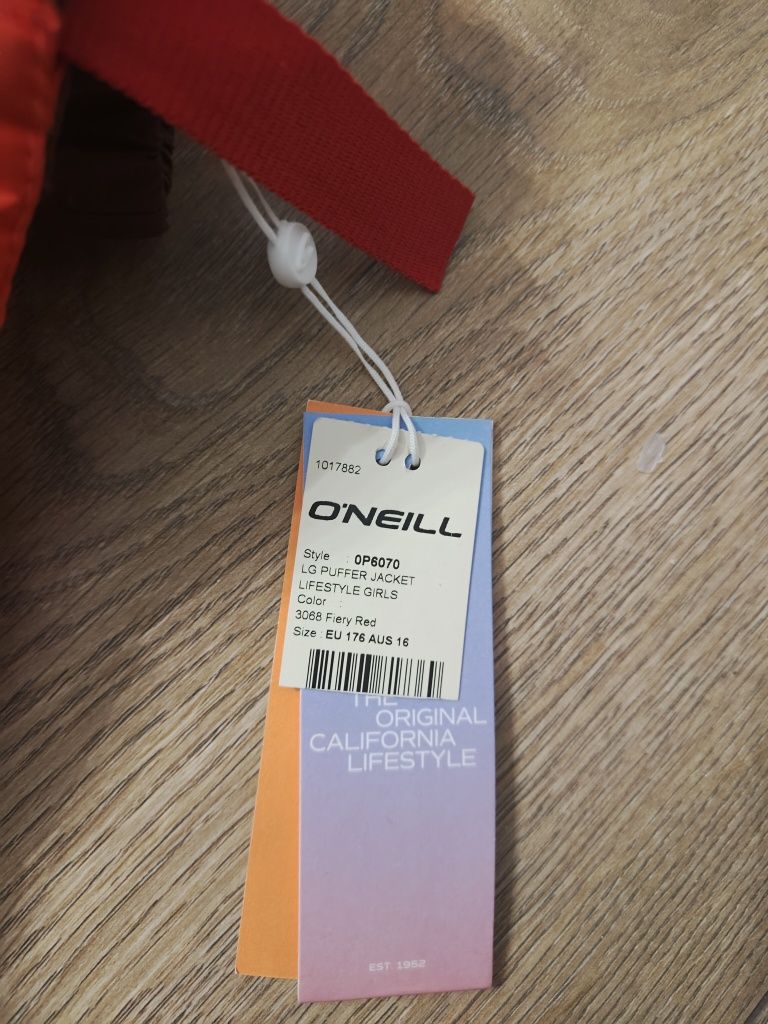 1017882
O'NEILL
Style : 0P6070
LG PUFFER JACKET
LIFESTYLE GIRLS
Color :
3068 Fiery Red
Size : EU 176 AUS 16
THE
ORIGINAL
CALIFORNIA
LIFESTYLE
EST. 1952